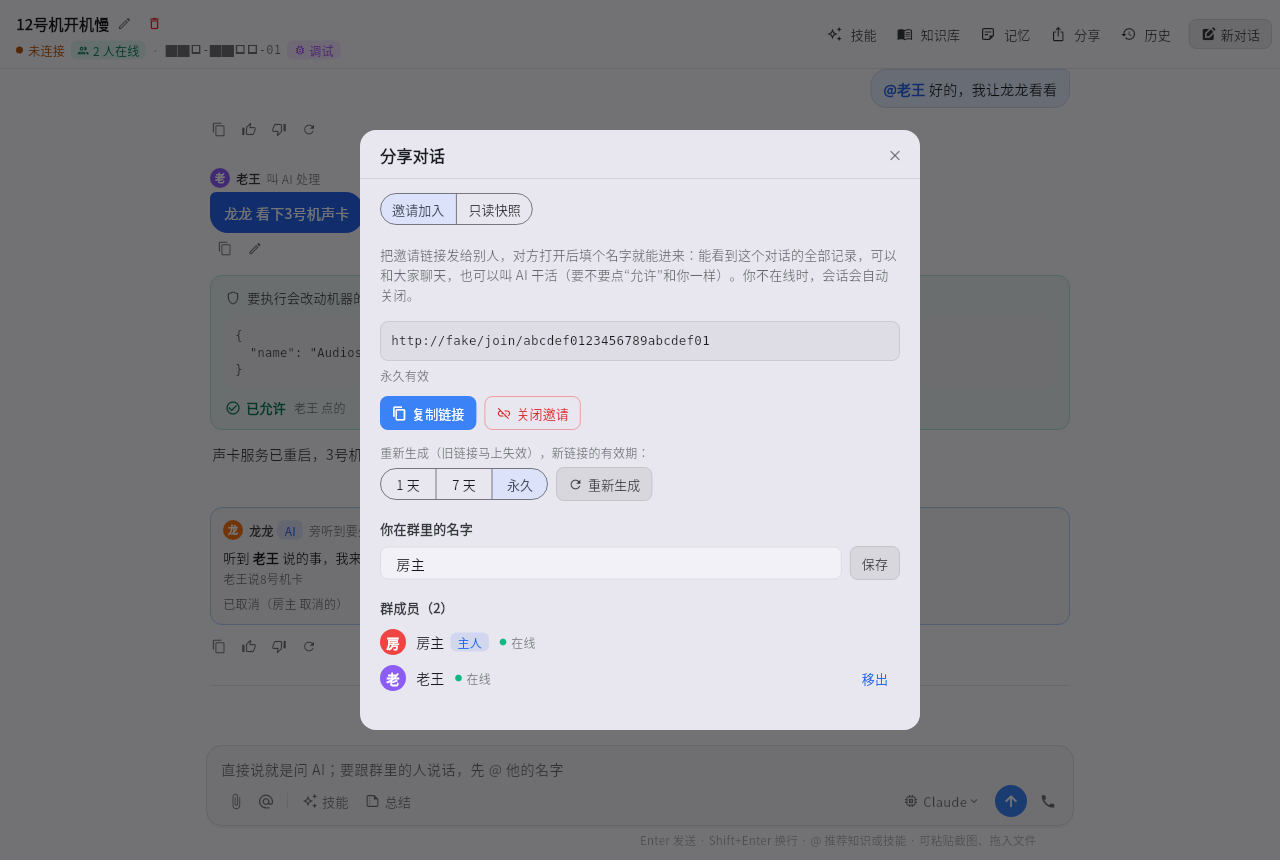 12号机开机慢
未连接 2 人在线 · -01 调试
技能 知识库 记忆 分享 历史 新对话
@老王 好的，我让龙龙看看
老 老王 叫 AI 处理
龙龙 看下3号机声卡
要执行会改动机器的
{
"name": "Audios
}
已允许 老王 点的
声卡服务已重启，3号机
龙 龙龙 AI 旁听到要
听到 老王 说的事，我来
老王说8号机卡
已取消（房主 取消的）
分享对话
邀请加入 只读快照
把邀请链接发给别人，对方打开后填个名字就能进来：能看到这个对话的全部记录，可以
和大家聊天，也可以叫 AI 干活（要不要点“允许”和你一样）。你不在线时，会话会自动
关闭。
http://fake/join/abcdef0123456789abcdef01
永久有效
复制链接 关闭邀请
重新生成（旧链接马上失效），新链接的有效期：
1 天 7 天 永久 重新生成
你在群里的名字
房主 保存
群成员（2）
房 房主 主人 在线
老 老王 在线 移出
直接说就是问 AI；要跟群里的人说话，先 @ 他的名字
技能 总结 Claude
Enter 发送 · Shift+Enter 换行 · @ 推荐知识或技能 · 可粘贴截图、拖入文件